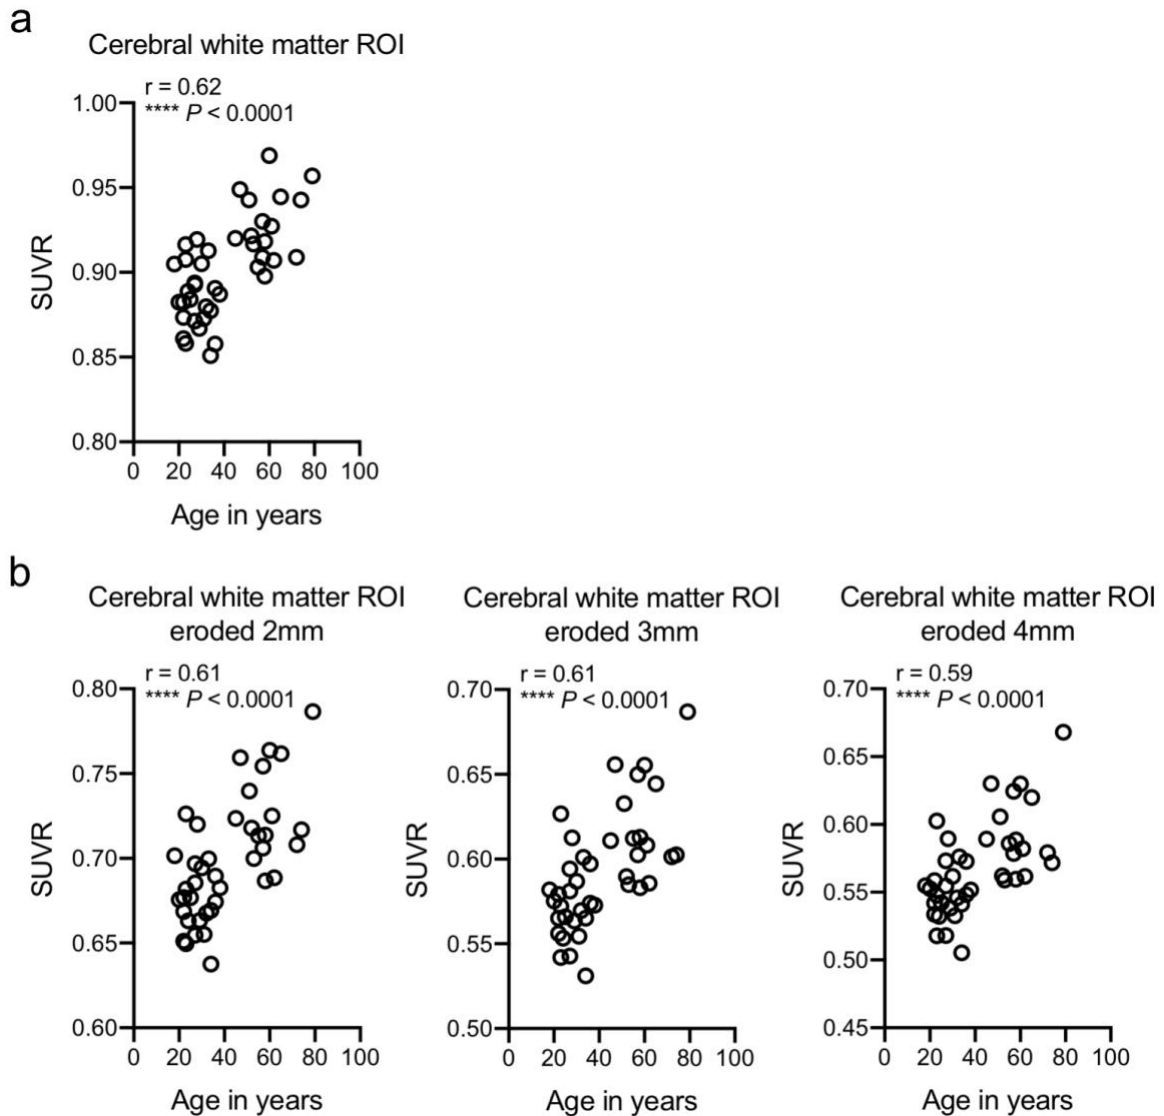 a
Cerebral white matter ROI
r = 0.62
**** P < 0.0001
1.00
0.95
0.90
0.85
0.80
SUVR
0 20 40 60 80 100
Age in years
b
Cerebral white matter ROI
eroded 2mm
r = 0.61
**** P < 0.0001
0.80
0.75
0.70
0.65
0.60
SUVR
0 20 40 60 80 100
Age in years
Cerebral white matter ROI
eroded 3mm
r = 0.61
**** P < 0.0001
0.70
0.65
0.60
0.55
0.50
SUVR
0 20 40 60 80 100
Age in years
Cerebral white matter ROI
eroded 4mm
r = 0.59
**** P < 0.0001
0.70
0.65
0.60
0.55
0.50
0.45
SUVR
0 20 40 60 80 100
Age in years